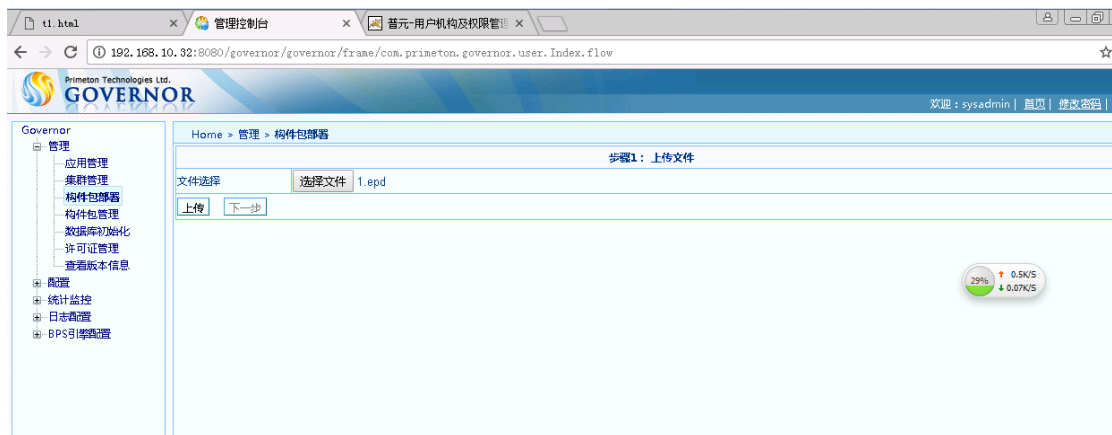 t1.html
管理控制台
普元-用户机构及权限管理
192.168.10.32:8080/governor/governor/frame/com.primeton.governor.user.Index.flow
Primeton Technologies Ltd.
GOVERNOR
欢迎：sysadmin | 首页 | 修改密码 |
Governor
管理
应用管理
集群管理
构件包部署
构件包管理
数据库初始化
许可证管理
查看版本信息
配置
统计监控
日志配置
BPS引擎配置
Home » 管理 » 构件包部署
步骤1：上传文件
文件选择 选择文件 1.epd
上传 下一步
29%
0.5K/S
0.07K/S